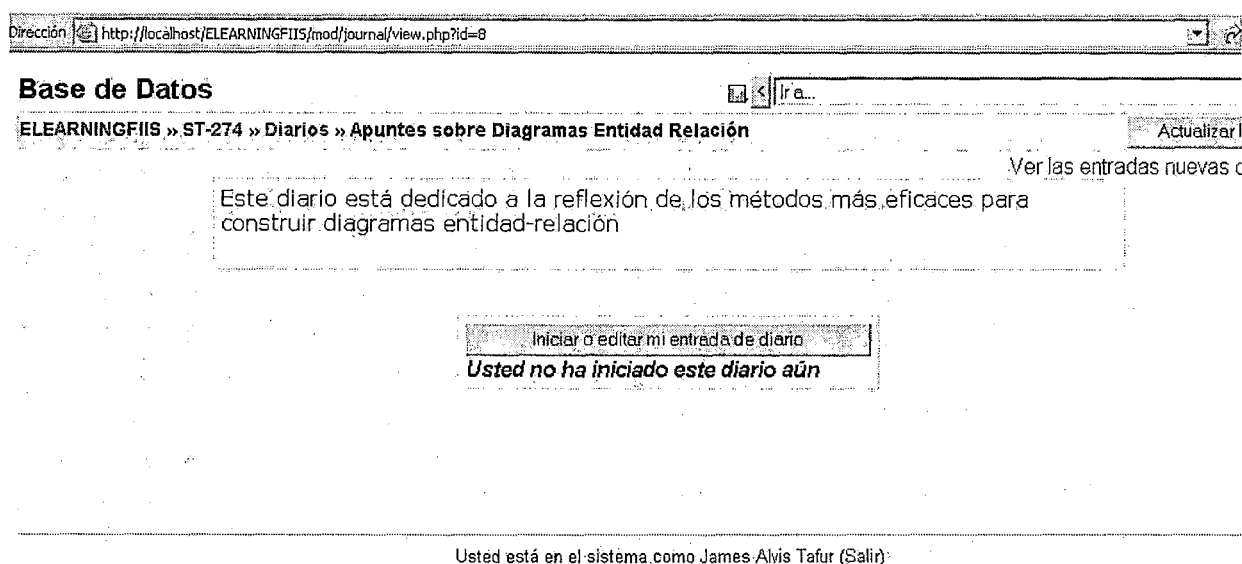 Dirección http://localhost/ELEARNINGFIIS/mod/journal/view.php?id=8
Base de Datos
Ir a...
ELEARNINGFIIS » ST-274 » Diarios » Apuntes sobre Diagramas Entidad Relación
Actualizar
Ver las entradas nuevas
Este diario está dedicado a la reflexión de los métodos más eficaces para
construir diagramas entidad-relación
Iniciar o editar mi entrada de diario
Usted no ha iniciado este diario aún
Usted está en el sistema como James Alvis Tafur (Salir)